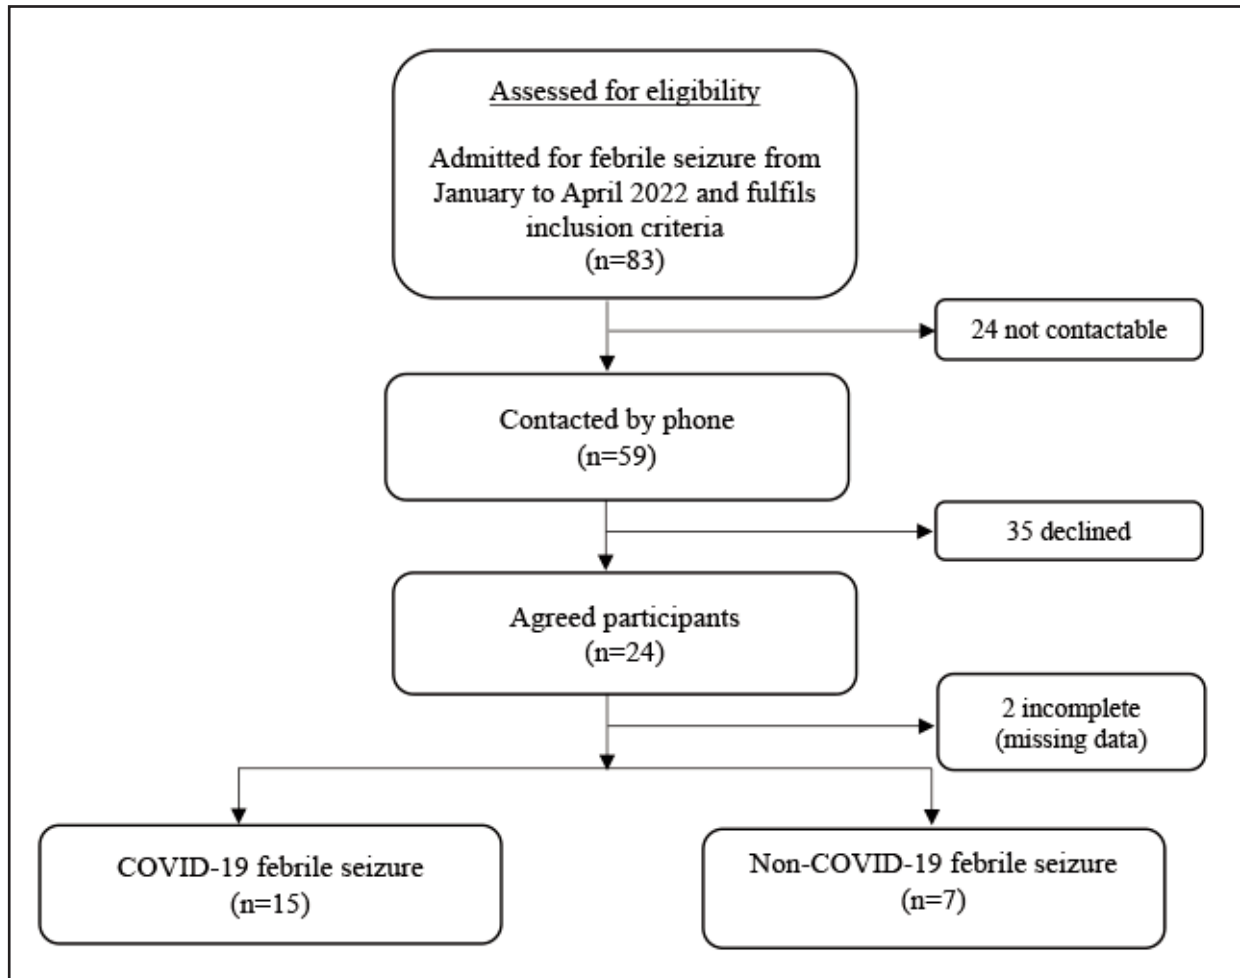 Assessed for eligibility
Admitted for febrile seizure from
January to April 2022 and fulfils
inclusion criteria
(n=83)
24 not contactable
Contacted by phone
(n=59)
35 declined
Agreed participants
(n=24)
2 incomplete
(missing data)
COVID-19 febrile seizure
(n=15)
Non-COVID-19 febrile seizure
(n=7)